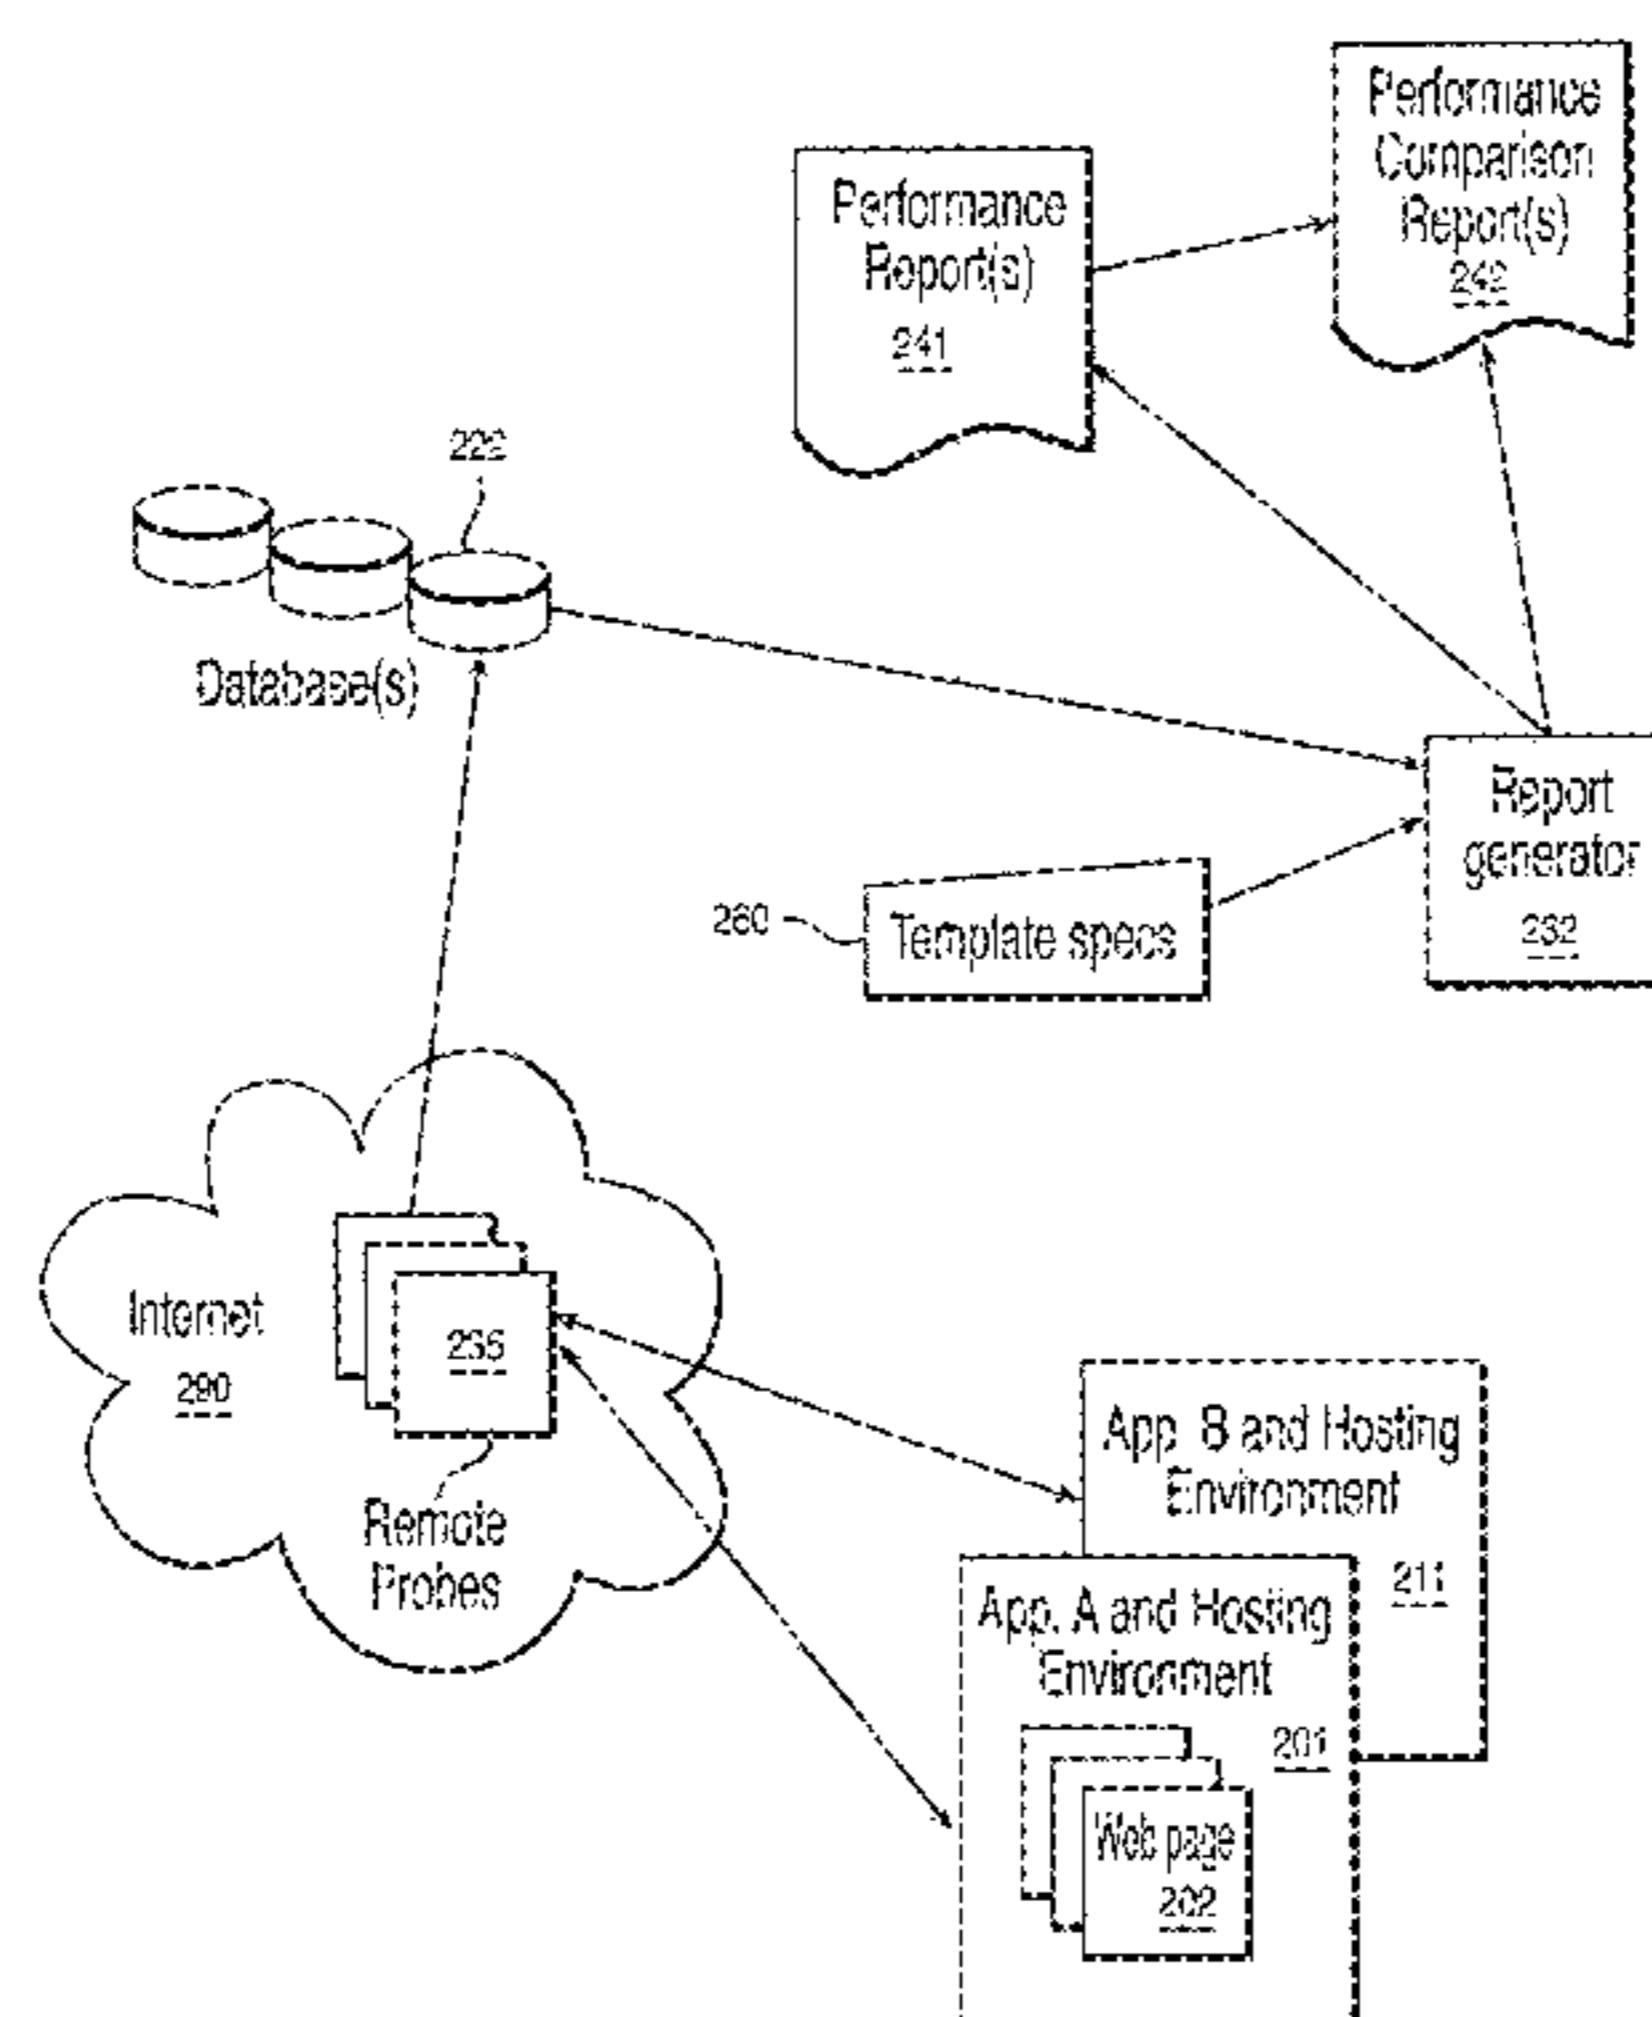 Performance
Comparison
Report(s)
242
Performance
Report(s)
241
222
Database(s)
Report
generator
232
260
Template specs
Internet
290
235
Remote
Probes
App. B and Hosting
Environment
211
App. A and Hosting
Environment
201
Web page
202